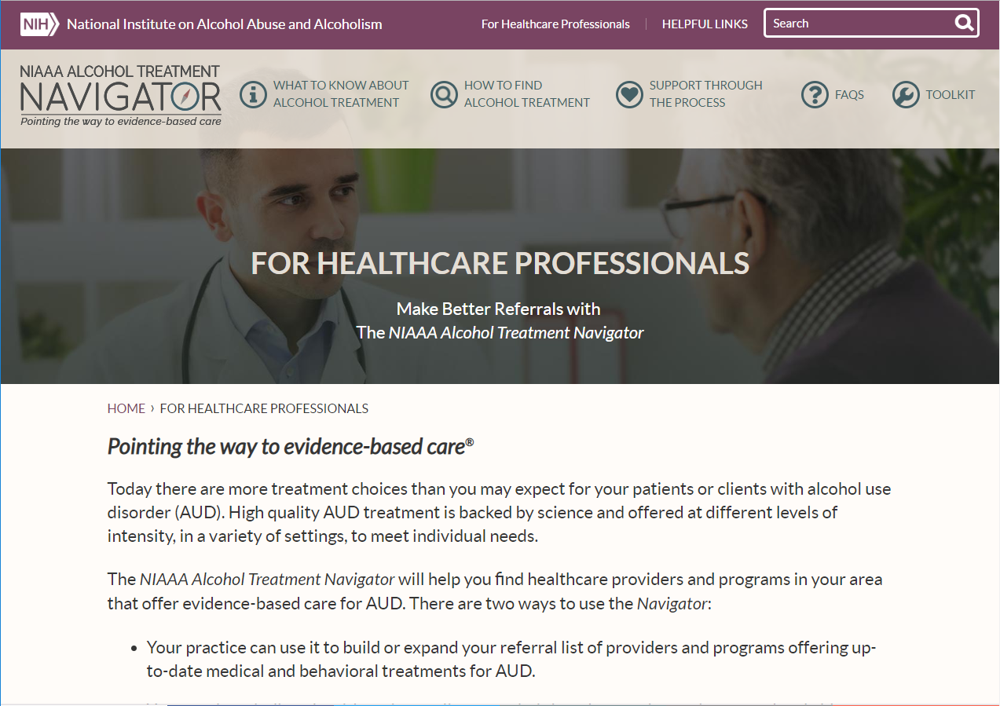 NIH National Institute on Alcohol Abuse and Alcoholism
For Healthcare Professionals
HELPFUL LINKS
Search
NIAAA ALCOHOL TREATMENT
NAVIGATOR
Pointing the way to evidence-based care
WHAT TO KNOW ABOUT
ALCOHOL TREATMENT
HOW TO FIND
ALCOHOL TREATMENT
SUPPORT THROUGH
THE PROCESS
FAQS
TOOLKIT
FOR HEALTHCARE PROFESSIONALS
Make Better Referrals with
The NIAAA Alcohol Treatment Navigator
HOME › FOR HEALTHCARE PROFESSIONALS
Pointing the way to evidence-based care®
Today there are more treatment choices than you may expect for your patients or clients with alcohol use
disorder (AUD). High quality AUD treatment is backed by science and offered at different levels of
intensity, in a variety of settings, to meet individual needs.
The NIAAA Alcohol Treatment Navigator will help you find healthcare providers and programs in your area
that offer evidence-based care for AUD. There are two ways to use the Navigator:
• Your practice can use it to build or expand your referral list of providers and programs offering up-
to-date medical and behavioral treatments for AUD.